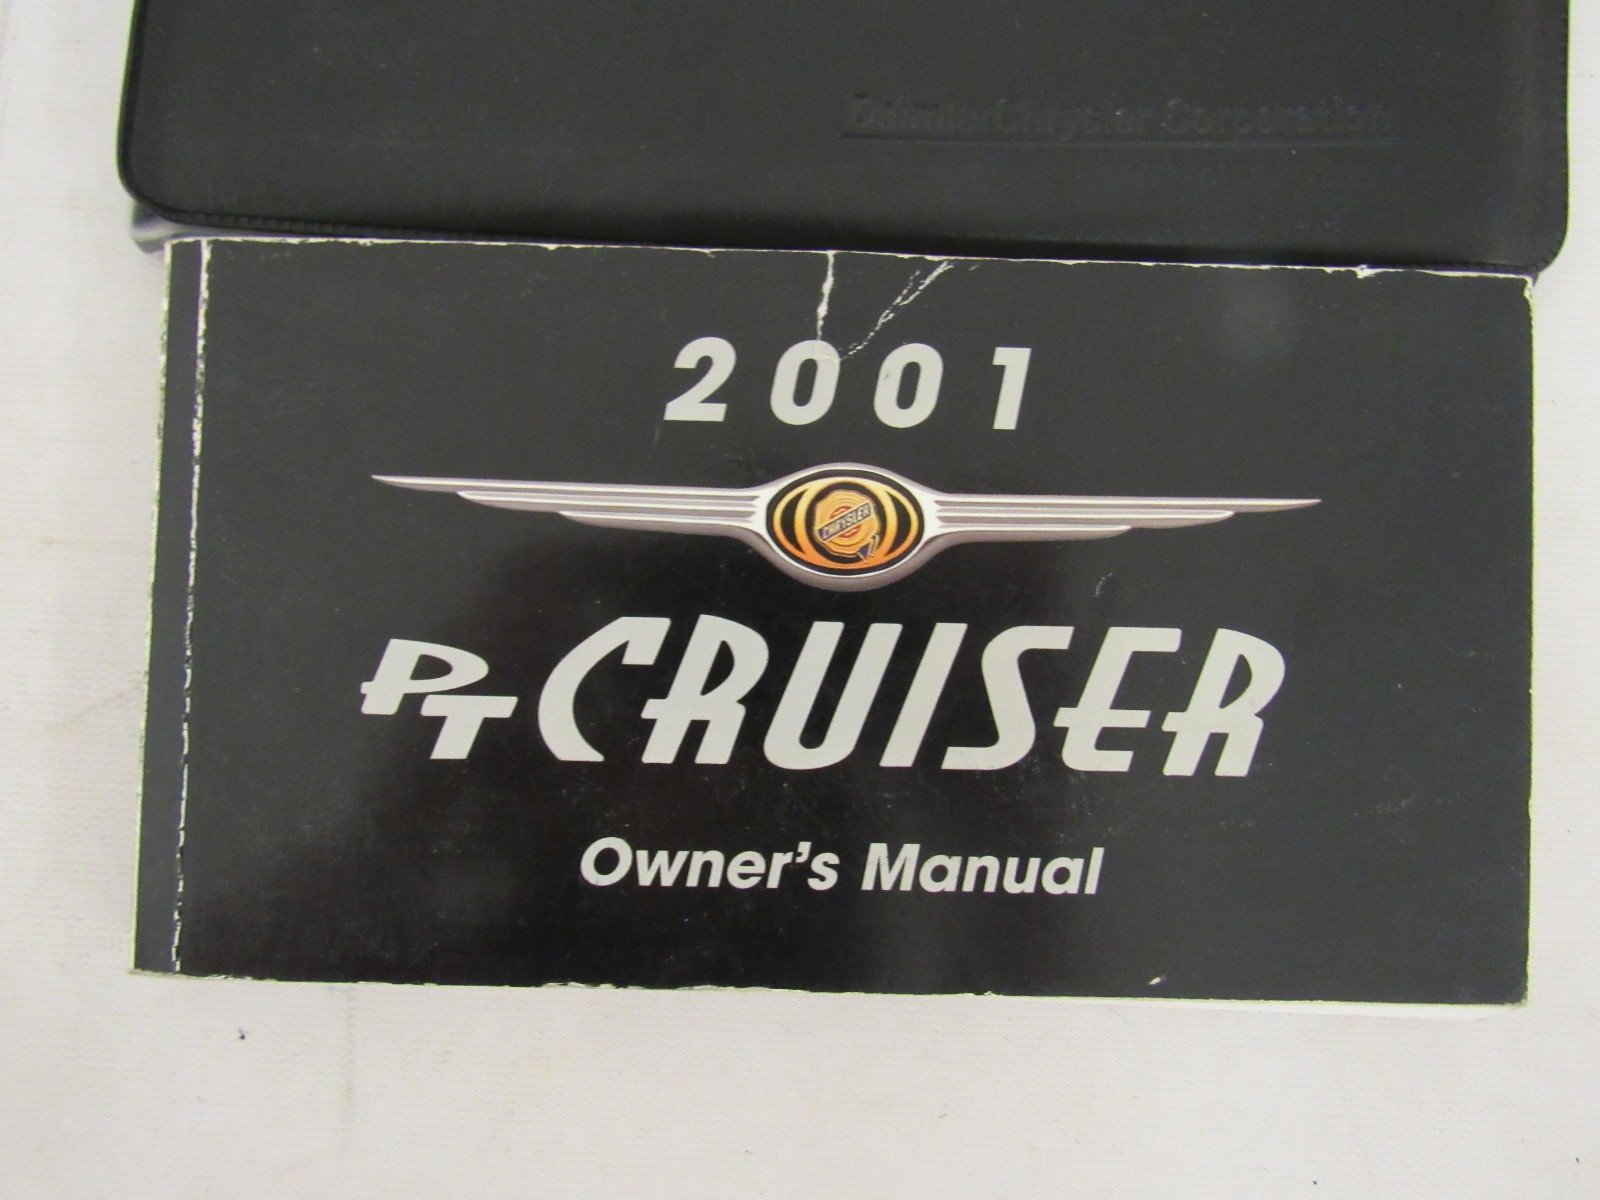 DaimlerChrysler Corporation
2001
CHRYSLER
PT CRUISER
Owner's Manual